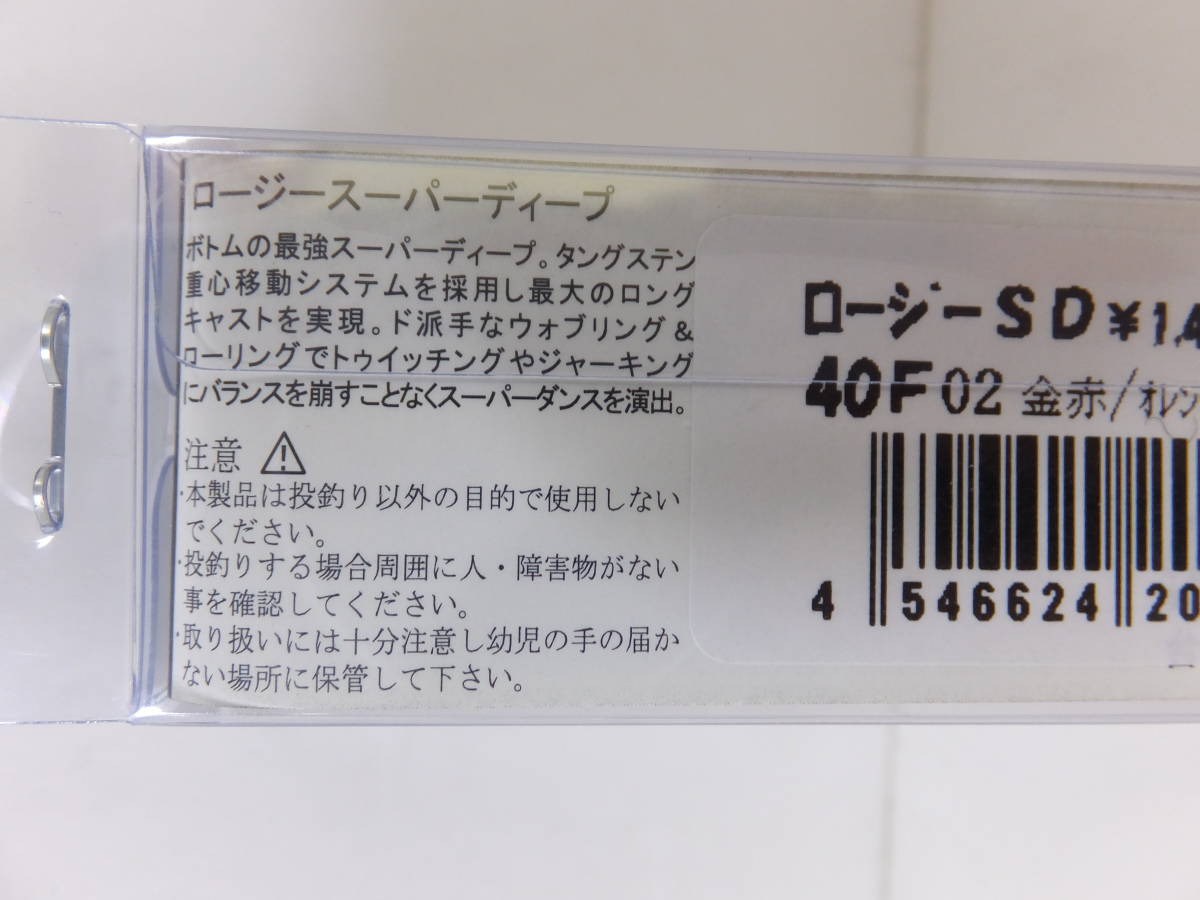 ロージースーパーディープ
ボトムの最強スーパーディープ。タングステン
重心移動システムを採用し最大のロング
キャストを実現。ド派手なウォブリング&
ローリングでトゥイッチングやジャーキング
にバランスを崩すことなくスーパーダンスを演出。
注意
・本製品は投釣り以外の目的で使用しない
でください。
・投釣りする場合周囲に人・障害物がない
事を確認してください。
・取り扱いには十分注意し幼児の手の届か
ない場所に保管して下さい。
ロージーSD ¥1,4
40F 02 金赤/オレン
4 546624 20